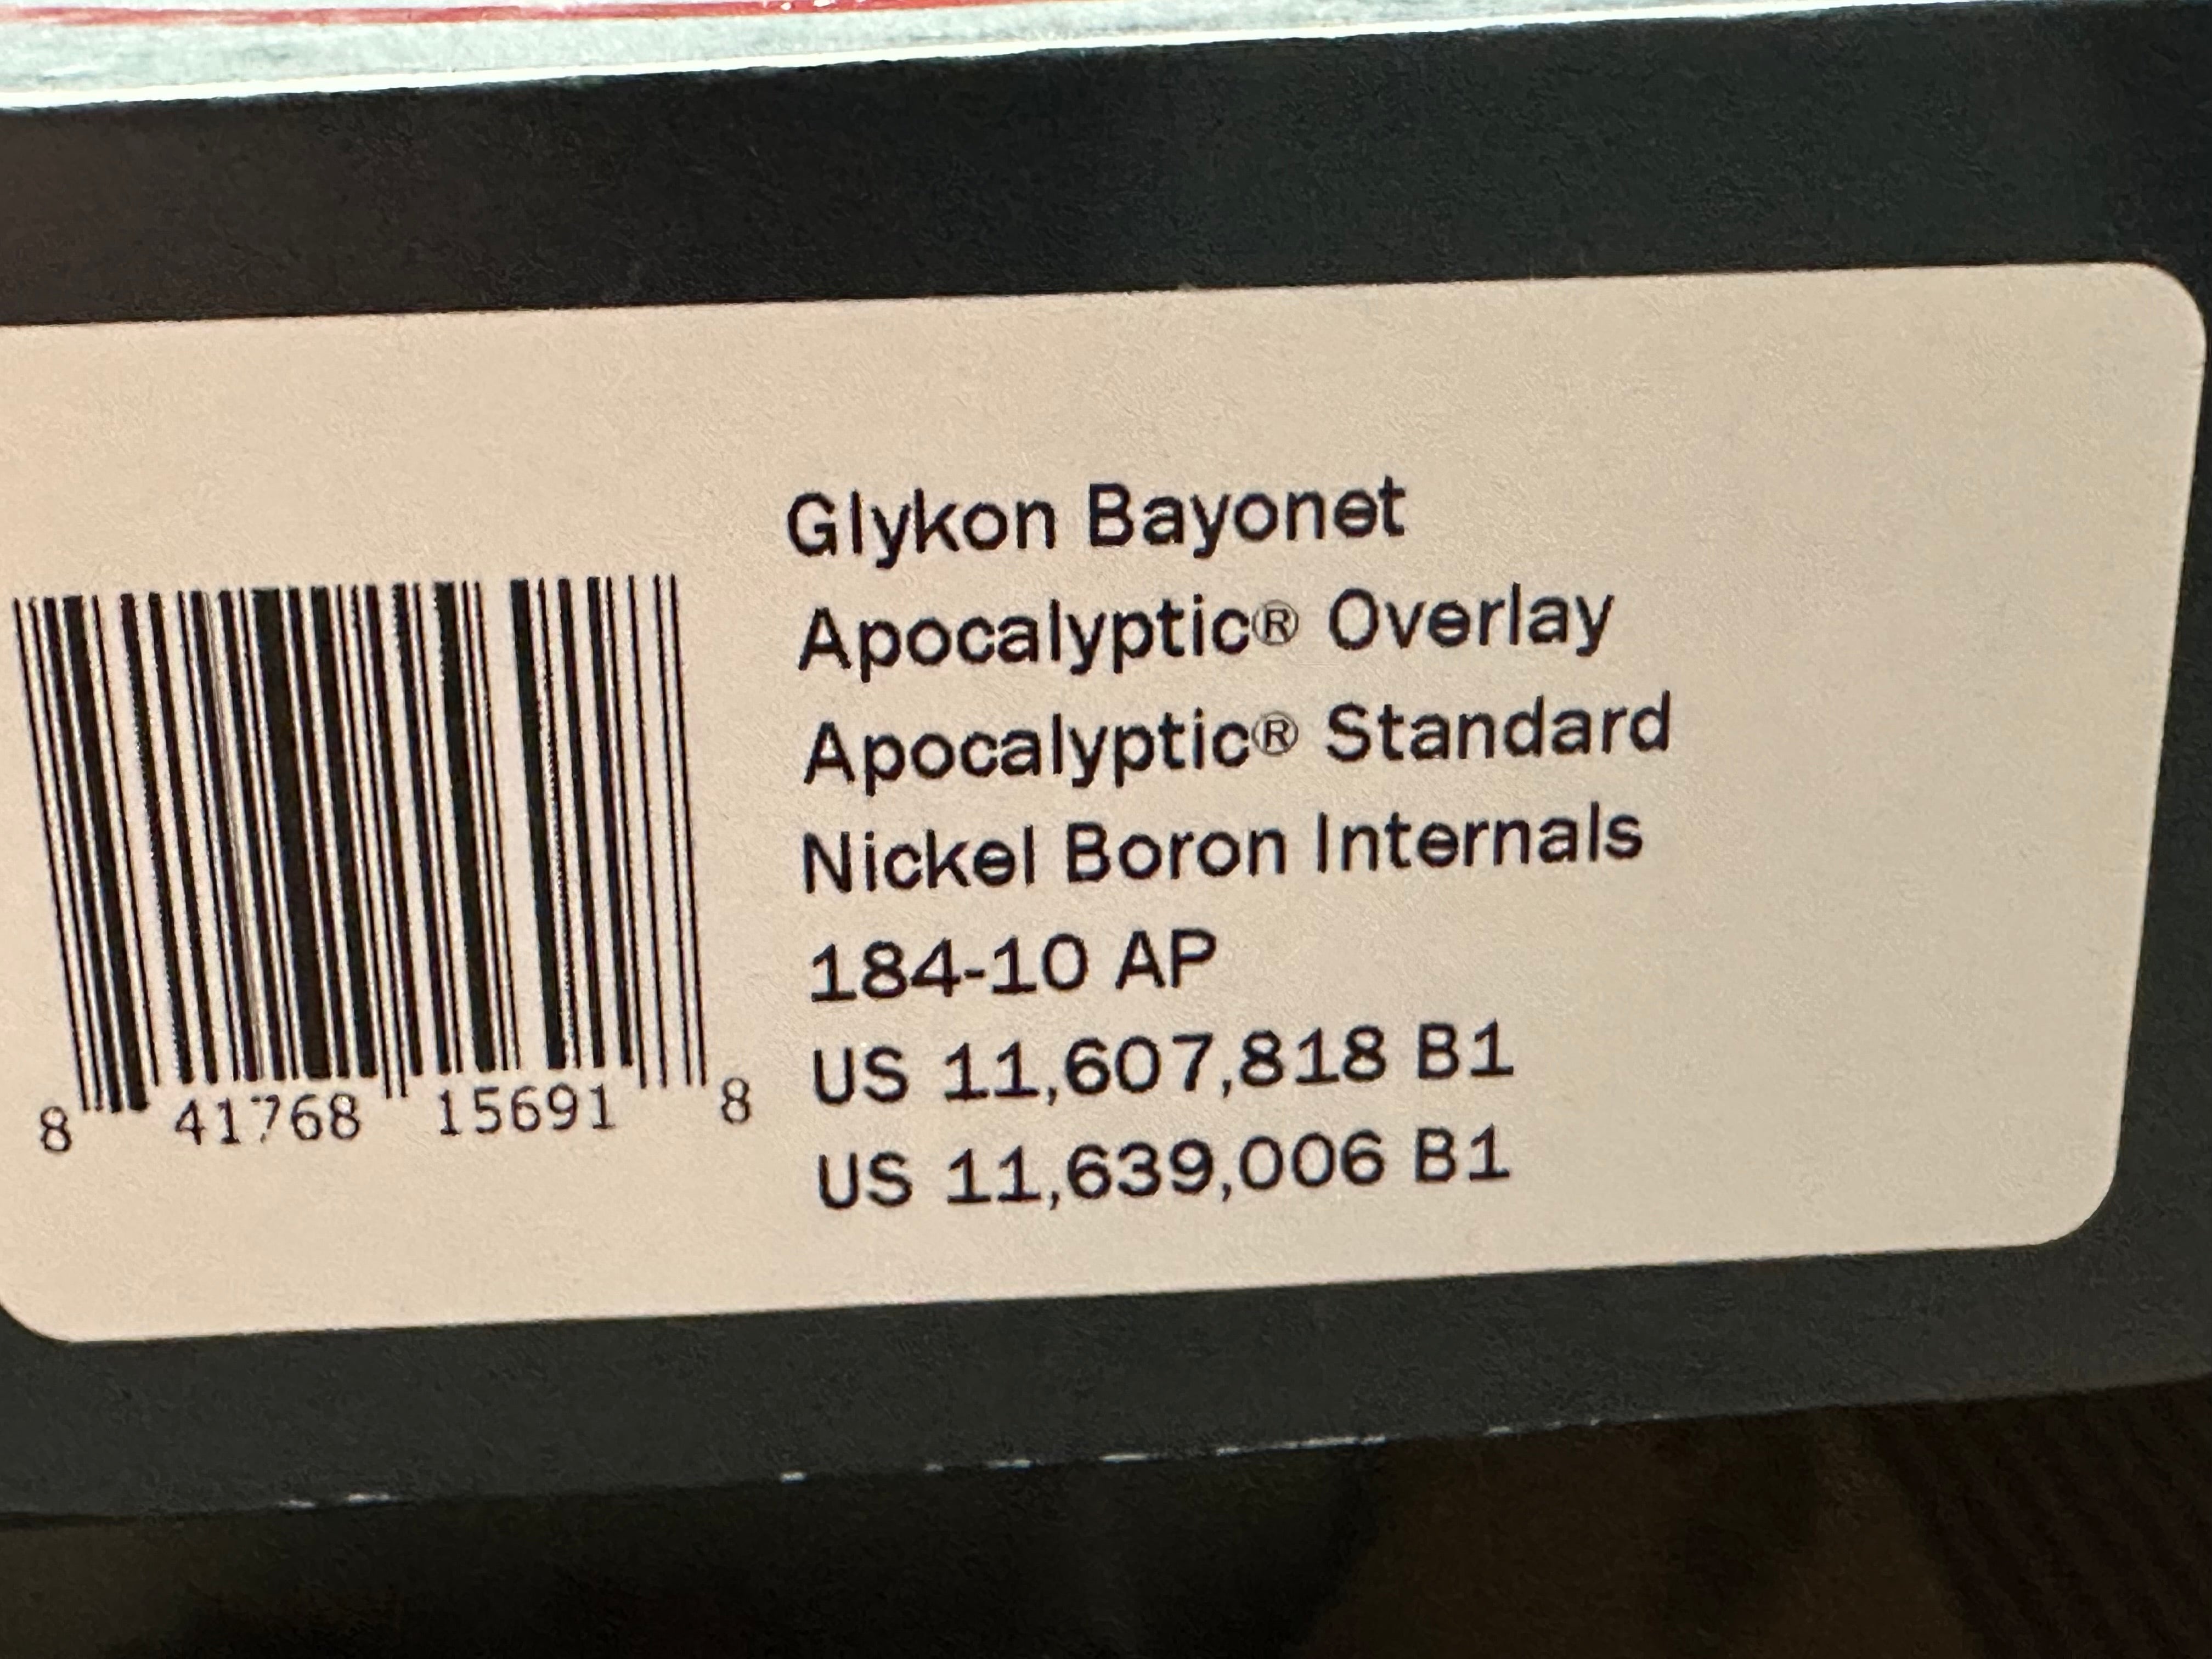 Glykon Bayonet
Apocalyptic® Overlay
Apocalyptic® Standard
Nickel Boron Internals
184-10 AP
US 11,607,818 B1
US 11,639,006 B1
8 41768 15691 8